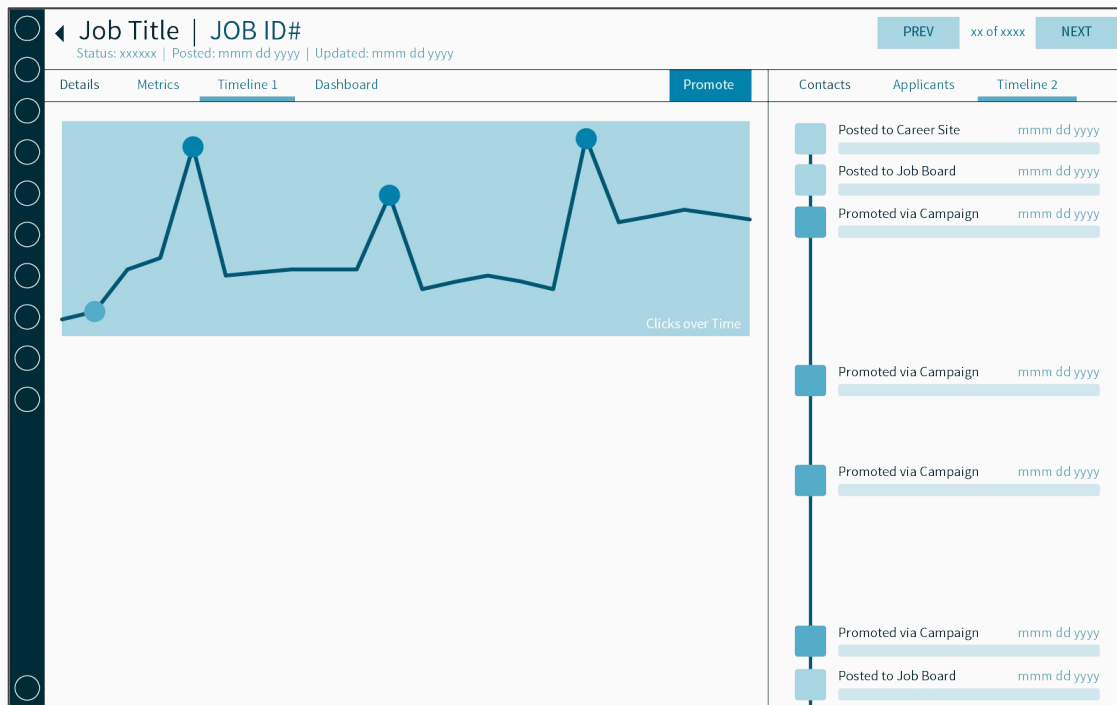 Job Title | JOB ID#
Status: xxxxxx | Posted: mmm dd yyyy | Updated: mmm dd yyyy
PREV xx of xxxx NEXT
Details Metrics Timeline 1 Dashboard Promote
Clicks over Time
Contacts Applicants Timeline 2
Posted to Career Site mmm dd yyyy
Posted to Job Board mmm dd yyyy
Promoted via Campaign mmm dd yyyy
Promoted via Campaign mmm dd yyyy
Promoted via Campaign mmm dd yyyy
Promoted via Campaign mmm dd yyyy
Posted to Job Board mmm dd yyyy